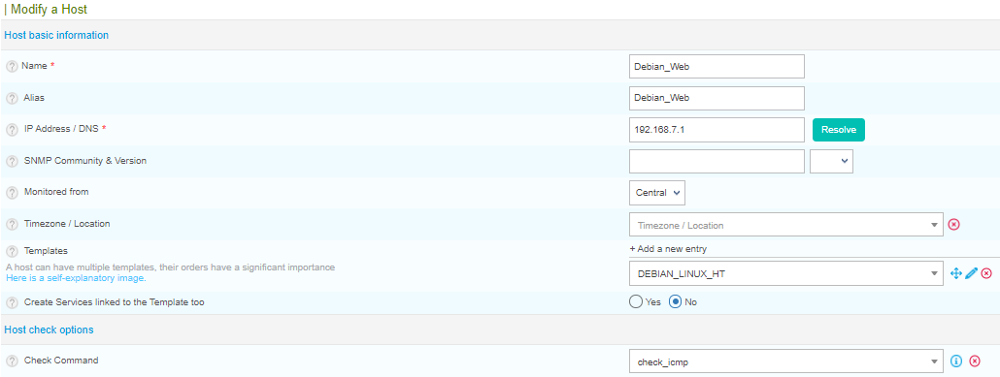 | Modify a Host
Host basic information
? Name * Debian_Web
? Alias Debian_Web
? IP Address / DNS * 192.168.7.1 Resolve
? SNMP Community & Version
? Monitored from Central
? Timezone / Location Timezone / Location
? Templates + Add a new entry
A host can have multiple templates, their orders have a significant importance
Here is a self-explanatory image.
DEBIAN_LINUX_HT
? Create Services linked to the Template too Yes No
Host check options
? Check Command check_icmp